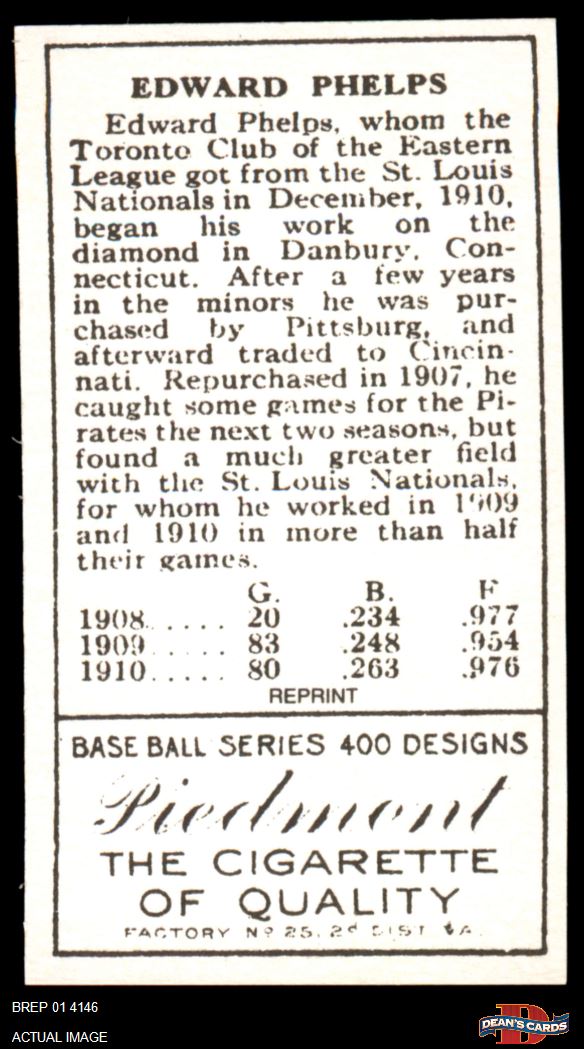 EDWARD PHELPS
Edward Phelps, whom the
Toronto Club of the Eastern
League got from the St. Louis
Nationals in December, 1910,
began his work on the
diamond in Danbury, Con-
necticut. After a few years
in the minors he was pur-
chased by Pittsburg, and
afterward traded to Cincin-
nati. Repurchased in 1907, he
caught some games for the Pi-
rates the next two seasons, but
found a much greater field
with the St. Louis Nationals,
for whom he worked in 1909
and 1910 in more than half
their games.
G. B. F
1908...... 20 .234 .977
1909...... 83 .248 .954
1910...... 80 .263 .976
REPRINT
BASE BALL SERIES 400 DESIGNS
Piedmont
THE CIGARETTE
OF QUALITY
FACTORY No 25, 2d DIST VA.
BREP 01 4146
ACTUAL IMAGE
D
DEAN'S CARDS